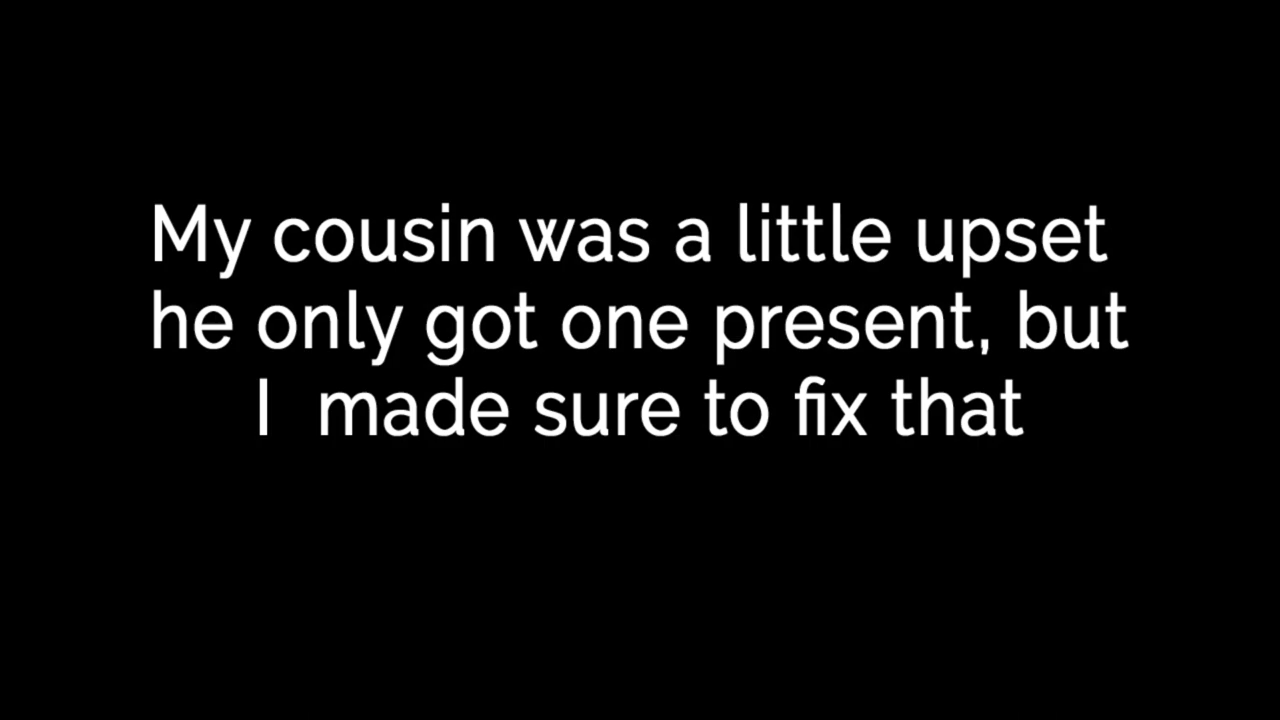 My cousin was a little upset
he only got one present, but
I  made sure to fix that